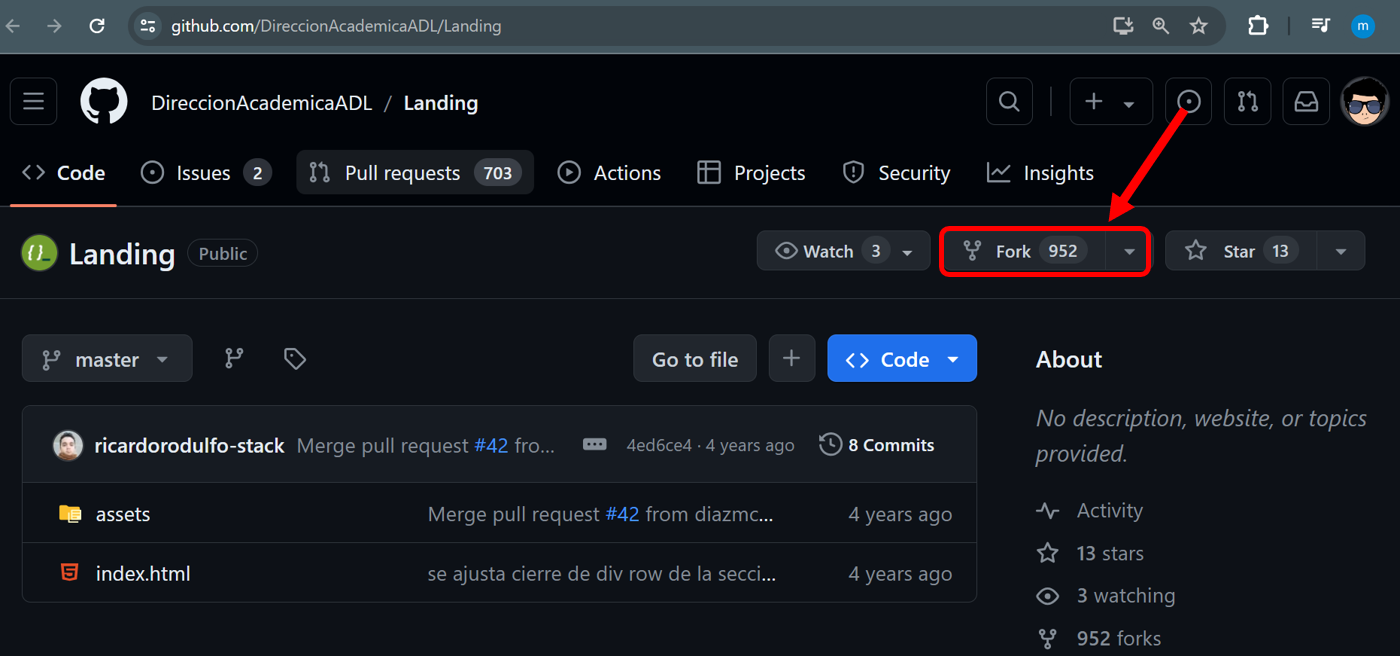 github.com/DireccionAcademicaADL/Landing
m
DireccionAcademicaADL / Landing
Code Issues 2 Pull requests 703 Actions Projects Security Insights
Landing Public Watch 3 Fork 952 Star 13
master Go to file Code About
No description, website, or topics
provided.
ricardorodulfo-stack Merge pull request #42 fro... 4ed6ce4 · 4 years ago 8 Commits
assets Merge pull request #42 from diazmc... 4 years ago
index.html se ajusta cierre de div row de la secci... 4 years ago
Activity
13 stars
3 watching
952 forks